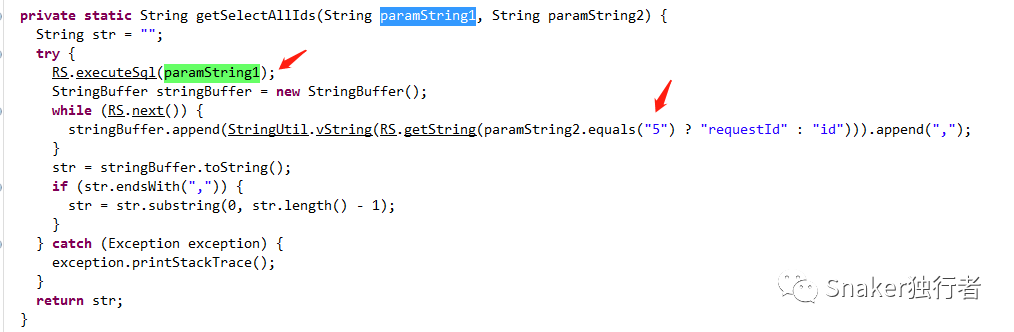 private static String getSelectAllIds(String paramString1, String paramString2) {
String str = "";
try {
RS.executeSql(paramString1);
StringBuffer stringBuffer = new StringBuffer();
while (RS.next()) {
stringBuffer.append(StringUtil.vString(RS.getString(paramString2.equals("5") ? "requestId" : "id"))).append(",");
}
str = stringBuffer.toString();
if (str.endsWith(",")) {
str = str.substring(0, str.length() - 1);
}
} catch (Exception exception) {
exception.printStackTrace();
}
return str;
}
Snaker独行者